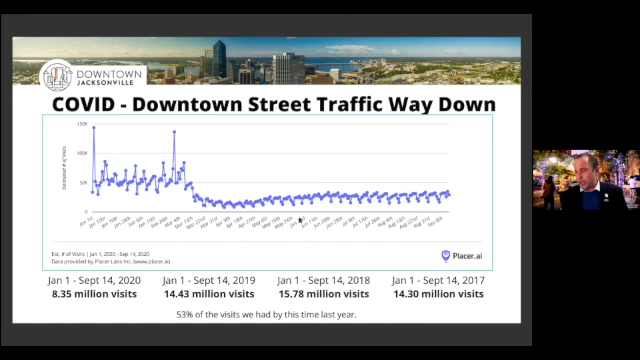 DOWNTOWN
JACKSONVILLE
COVID - Downtown Street Traffic Way Down
Estimated # of Visits
150K
100K
50K
0
Est. # of Visits | Jan 1, 2020 - Sep 14, 2020
Data provided by Placer Labs Inc. (www.placer.ai)
Placer.ai
Jan 1 - Sept 14, 2020
8.35 million visits
Jan 1 - Sept 14, 2019
14.43 million visits
Jan 1 - Sept 14, 2018
15.78 million visits
Jan 1 - Sept 14, 2017
14.30 million visits
53% of the visits we had by this time last year.